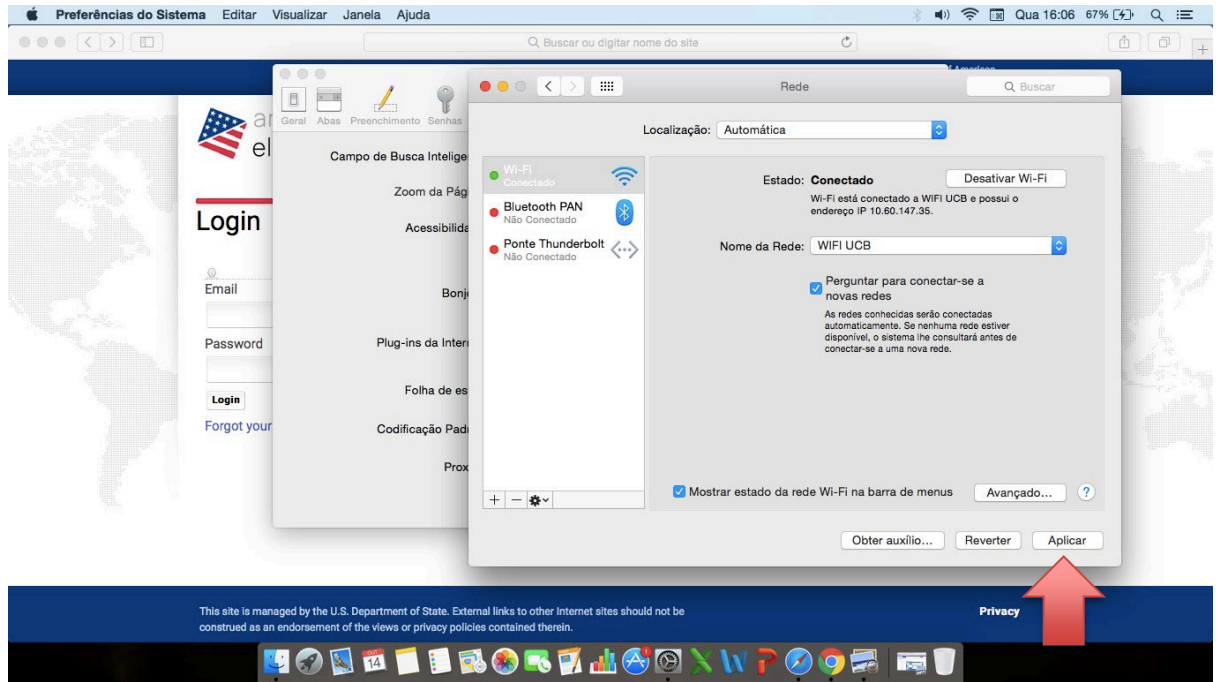 Preferências do Sistema Editar Visualizar Janela Ajuda Qua 16:06 67%
Buscar ou digitar nome do site
Rede
Buscar
Geral Abas Preenchimento Senhas
Localização: Automática
el
Campo de Busca Intelige
Wi-Fi
Conectado
Estado: Conectado
Desativar Wi-Fi
Wi-Fi está conectado a WIFI UCB e possui o
endereço IP 10.60.147.35.
Zoom da Pág
Login
Acessibilida
Bluetooth PAN
Não Conectado
Ponte Thunderbolt
Não Conectado
Nome da Rede: WIFI UCB
Email
Bonj
Perguntar para conectar-se a
novas redes
As redes conhecidas serão conectadas
automaticamente. Se nenhuma rede estiver
disponível, o sistema lhe consultará antes de
conectar-se a uma nova rede.
Password
Plug-ins da Inter
Login
Folha de es
Forgot your
Codificação Pad
Prox
Mostrar estado da rede Wi-Fi na barra de menus
Avançado...
?
Obter auxílio...
Reverter
Aplicar
This site is managed by the U.S. Department of State. External links to other Internet sites should not be
construed as an endorsement of the views or privacy policies contained therein.
Privacy
14